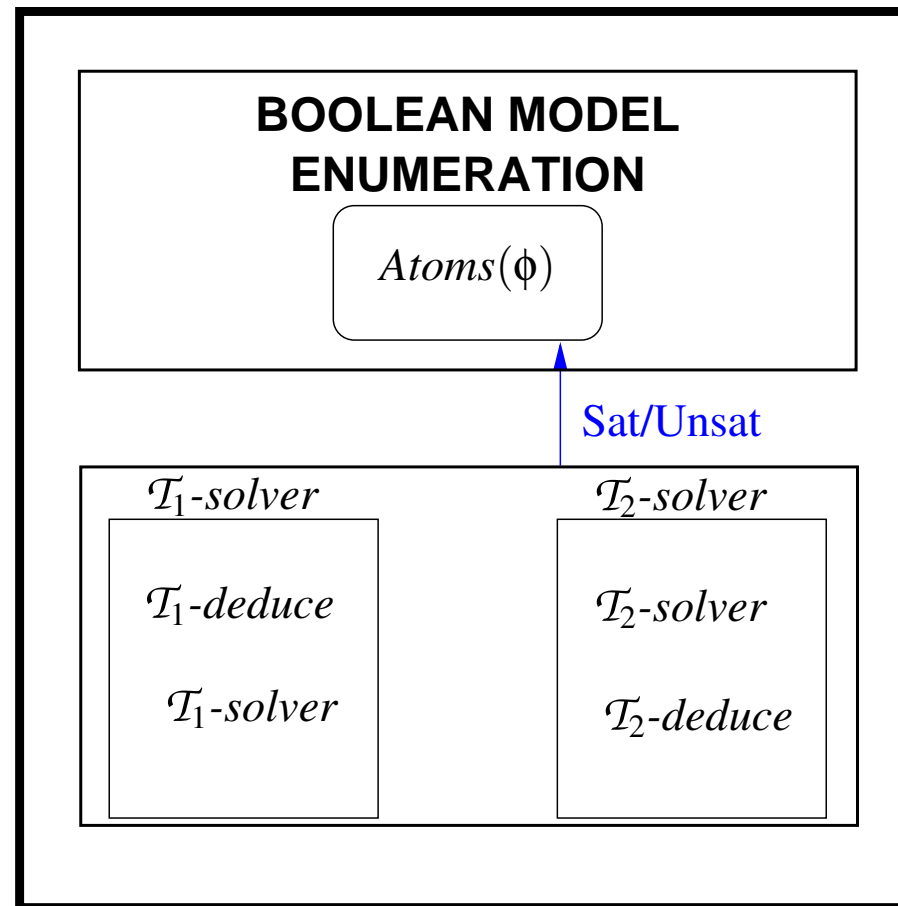 BOOLEAN MODEL
ENUMERATION
Atoms(ϕ)
Sat/Unsat
𝒯₁-solver
𝒯₂-solver
𝒯₁-deduce
𝒯₂-solver
𝒯₁-solver
𝒯₂-deduce